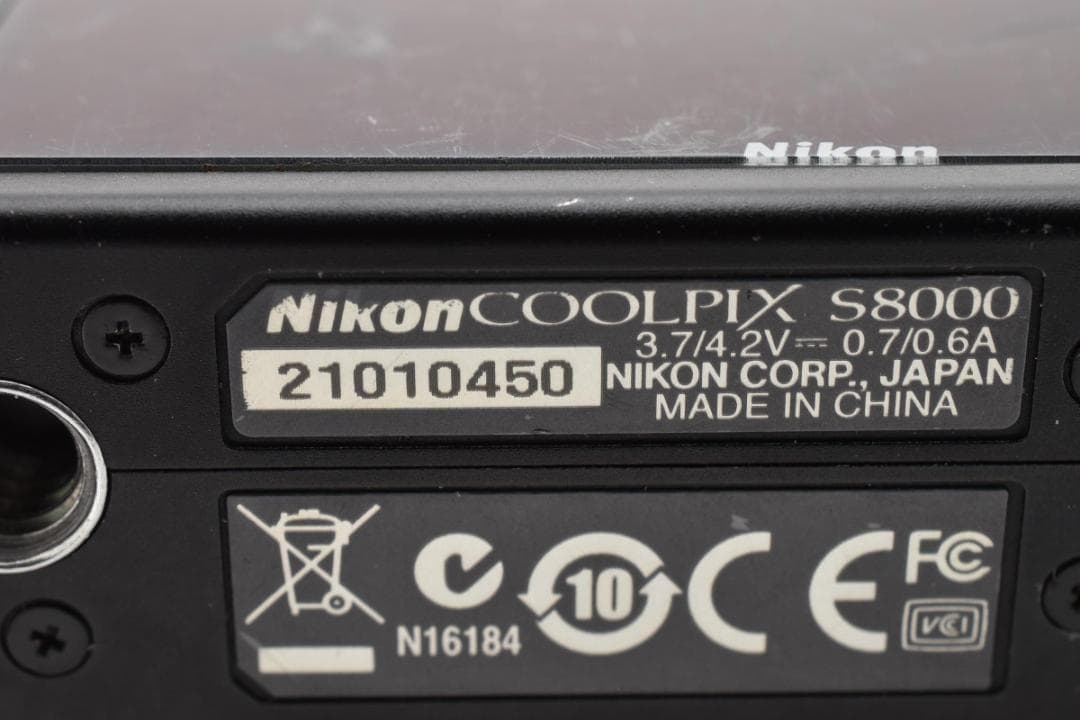 Nikon
Nikon COOLPIX S8000
3.7/4.2V⎓ 0.7/0.6A
21010450
NIKON CORP., JAPAN
MADE IN CHINA
N16184
10
CE
FC
VCI